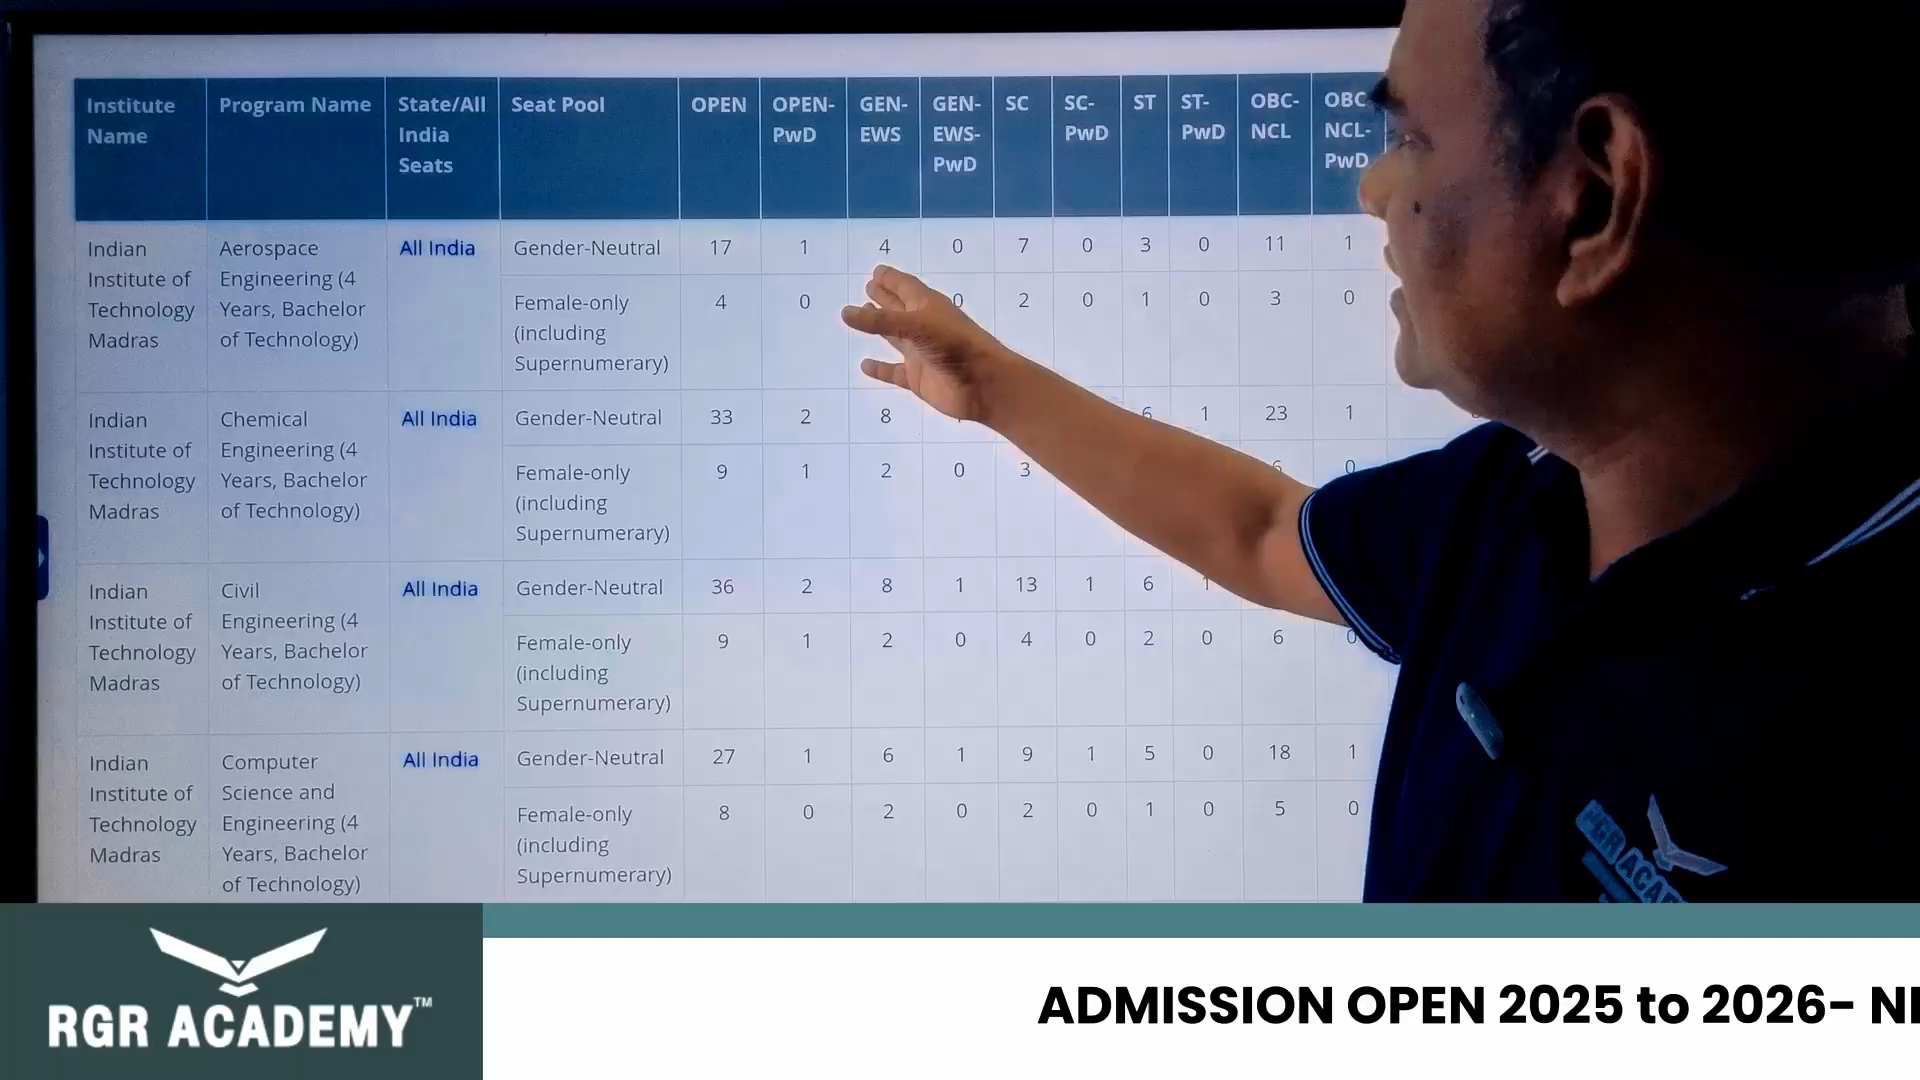 Institute Name Program Name State/All India Seats Seat Pool OPEN OPEN-PwD GEN-EWS GEN-EWS-PwD SC SC-PwD ST ST-PwD OBC-NCL OBC-NCL-PwD
Indian Institute of Technology Madras Aerospace Engineering (4 Years, Bachelor of Technology) All India Gender-Neutral 17 1 4 0 7 0 3 0 11 1
Female-only (including Supernumerary) 4 0 0 2 0 1 0 3 0
Indian Institute of Technology Madras Chemical Engineering (4 Years, Bachelor of Technology) All India Gender-Neutral 33 2 8 6 1 23 1
Female-only (including Supernumerary) 9 1 2 0 3 6 0
Indian Institute of Technology Madras Civil Engineering (4 Years, Bachelor of Technology) All India Gender-Neutral 36 2 8 1 13 1 6 1
Female-only (including Supernumerary) 9 1 2 0 4 0 2 0 6 0
Indian Institute of Technology Madras Computer Science and Engineering (4 Years, Bachelor of Technology) All India Gender-Neutral 27 1 6 1 9 1 5 0 18 1
Female-only (including Supernumerary) 8 0 2 0 2 0 1 0 5 0
RGR ACADEMY
RGR ACADEMY™
ADMISSION OPEN 2025 to 2026- NE